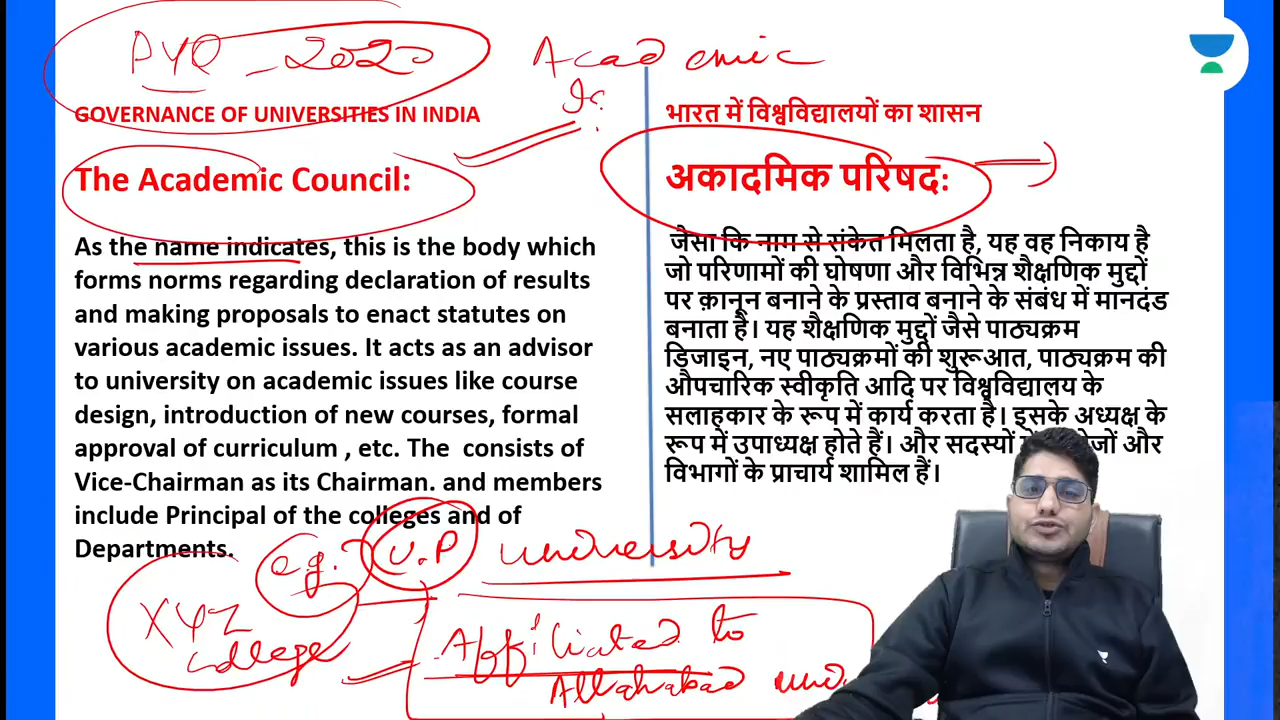 PYQ - 2020
Academic
GOVERNANCE OF UNIVERSITIES IN INDIA
The Academic Council:
As the name indicates, this is the body which
forms norms regarding declaration of results
and making proposals to enact statutes on
various academic issues. It acts as an advisor
to university on academic issues like course
design, introduction of new courses, formal
approval of curriculum , etc. The  consists of
Vice-Chairman as its Chairman. and members
include Principal of the colleges and of
Departments.
भारत में विश्वविद्यालयों का शासन
अकादमिक परिषद:
जैसा कि नाम से संकेत मिलता है, यह वह निकाय है
जो परिणामों की घोषणा और विभिन्न शैक्षणिक मुद्दों
पर क़ानून बनाने के प्रस्ताव बनाने के संबंध में मानदंड
बनाता है। यह शैक्षणिक मुद्दों जैसे पाठ्यक्रम
डिजाइन, नए पाठ्यक्रमों की शुरूआत, पाठ्यक्रम की
औपचारिक स्वीकृति आदि पर विश्वविद्यालय के
सलाहकार के रूप में कार्य करता है। इसके अध्यक्ष के
रूप में उपाध्यक्ष होते हैं। और सदस्यों और
विभागों के प्राचार्य शामिल हैं।
e.g. U.P university
XYZ
college
Affiliated to
Allahabad